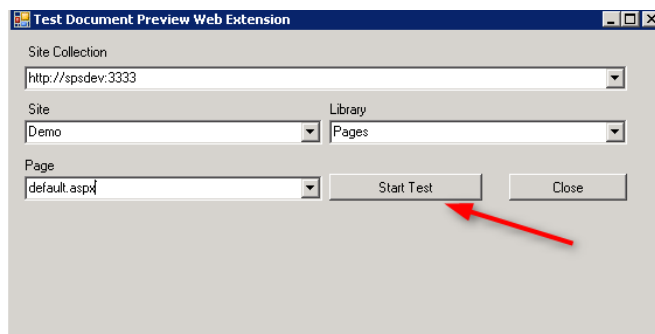 Test Document Preview Web Extension
Site Collection
http://spsdev:3333
Site Library
Demo Pages
Page
default.aspx Start Test Close